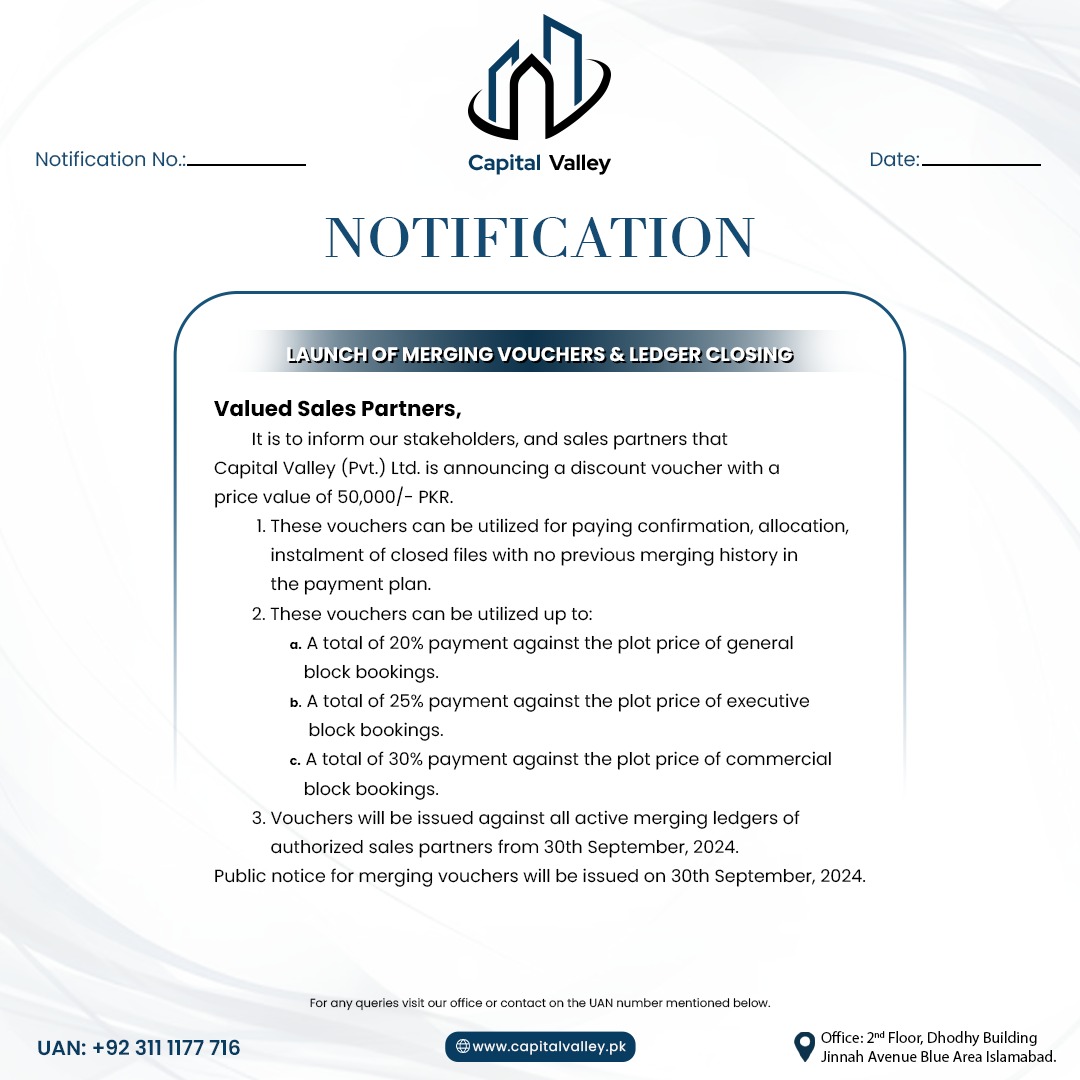 Capital Valley
Notification No.:
Date:
NOTIFICATION
LAUNCH OF MERGING VOUCHERS & LEDGER CLOSING
Valued Sales Partners,
It is to inform our stakeholders, and sales partners that
Capital Valley (Pvt.) Ltd. is announcing a discount voucher with a
price value of 50,000/- PKR.
1. These vouchers can be utilized for paying confirmation, allocation,
instalment of closed files with no previous merging history in
the payment plan.
2. These vouchers can be utilized up to:
a. A total of 20% payment against the plot price of general
block bookings.
b. A total of 25% payment against the plot price of executive
block bookings.
c. A total of 30% payment against the plot price of commercial
block bookings.
3. Vouchers will be issued against all active merging ledgers of
authorized sales partners from 30th September, 2024.
Public notice for merging vouchers will be issued on 30th September, 2024.
For any queries visit our office or contact on the UAN number mentioned below.
UAN: +92 311 1177 716
www.capitalvalley.pk
Office: 2nd Floor, Dhodhy Building
Jinnah Avenue Blue Area Islamabad.